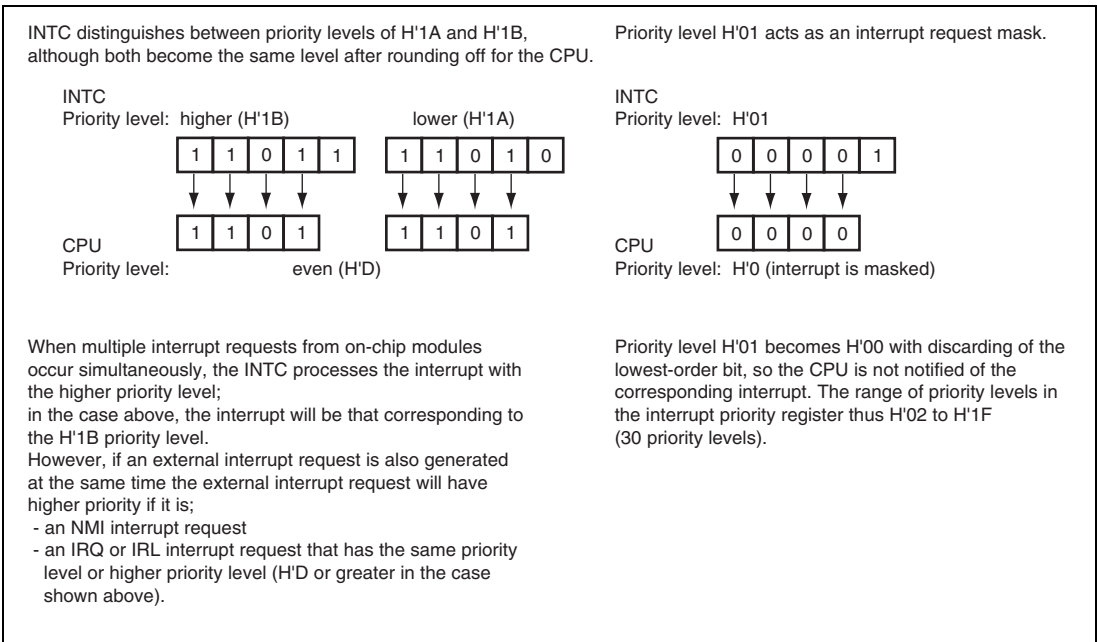 INTC distinguishes between priority levels of H'1A and H'1B,
although both become the same level after rounding off for the CPU.
INTC
Priority level: higher (H'1B) lower (H'1A)
1 1 0 1 1 1 1 0 1 0
1 1 0 1 1 1 0 1
CPU
Priority level: even (H'D)
When multiple interrupt requests from on-chip modules
occur simultaneously, the INTC processes the interrupt with
the higher priority level;
in the case above, the interrupt will be that corresponding to
the H'1B priority level.
However, if an external interrupt request is also generated
at the same time the external interrupt request will have
higher priority if it is;
- an NMI interrupt request
- an IRQ or IRL interrupt request that has the same priority
level or higher priority level (H'D or greater in the case
shown above).
Priority level H'01 acts as an interrupt request mask.
INTC
Priority level: H'01
0 0 0 0 1
0 0 0 0
CPU
Priority level: H'0 (interrupt is masked)
Priority level H'01 becomes H'00 with discarding of the
lowest-order bit, so the CPU is not notified of the
corresponding interrupt. The range of priority levels in
the interrupt priority register thus H'02 to H'1F
(30 priority levels).